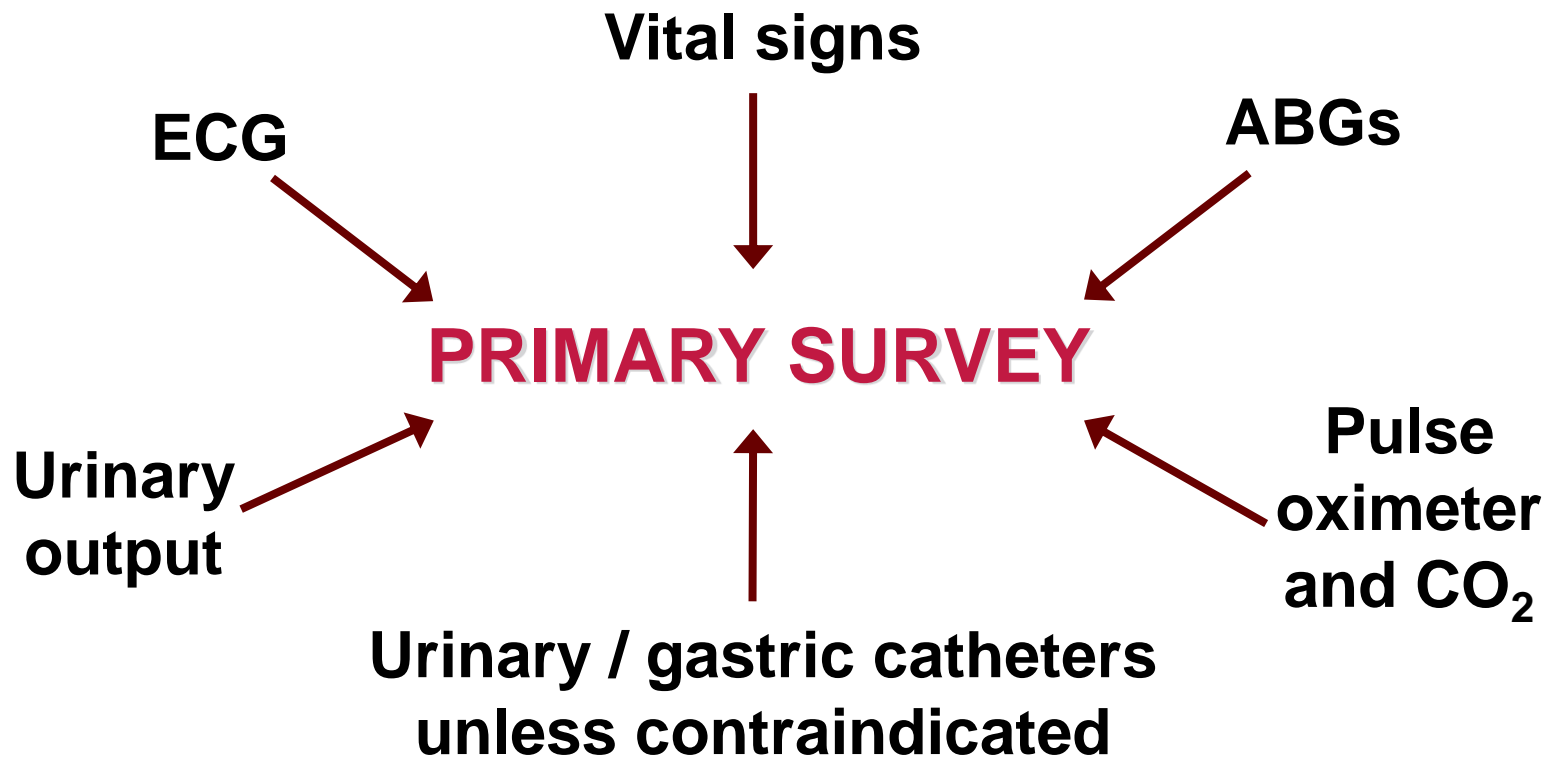 Vital signs
ECG
ABGs
PRIMARY SURVEY
Urinary
output
Pulse
oximeter
and CO₂
Urinary / gastric catheters
unless contraindicated